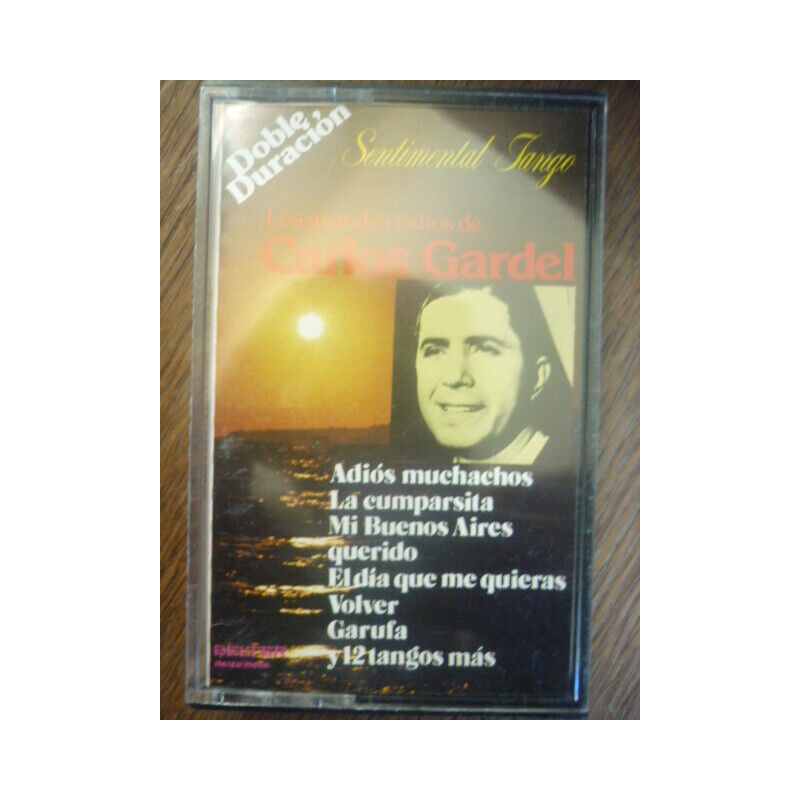 Doble
Duración
Sentimental Tango
Los grandes éxitos de
Carlos Gardel
Adiós muchachos
La cumparsita
Mi Buenos Aires
querido
El día que me quieras
Volver
Garufa
y 12 tangos más